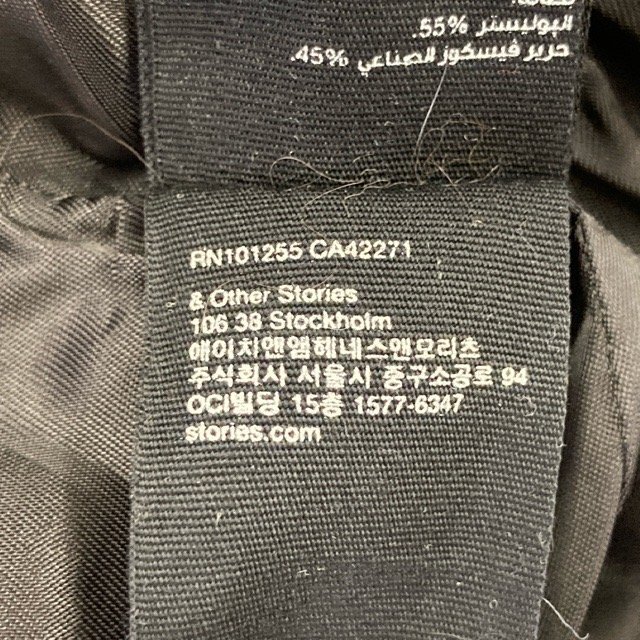 البوليستر %55.
حرير فيسكوز الصناعي %45.
RN101255 CA42271
& Other Stories
106 38 Stockholm
에이치앤엠헤네스앤모리츠
주식회사 서울시 중구소공로 94
OCI빌딩 15층 1577-6347
stories.com